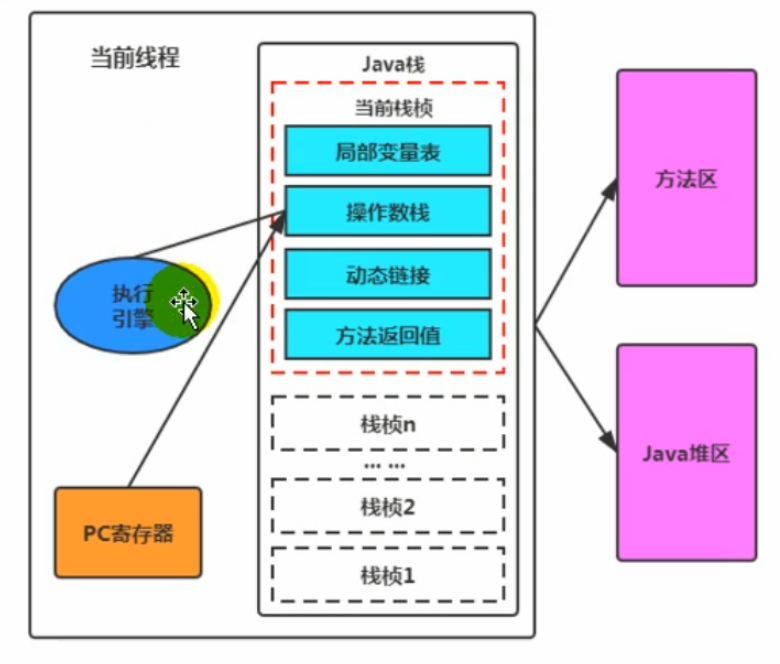 当前线程
Java栈
当前栈桢
局部变量表
操作数栈
动态链接
方法返回值
栈桢n
... ...
栈桢2
栈桢1
执行
引擎
PC寄存器
方法区
Java堆区